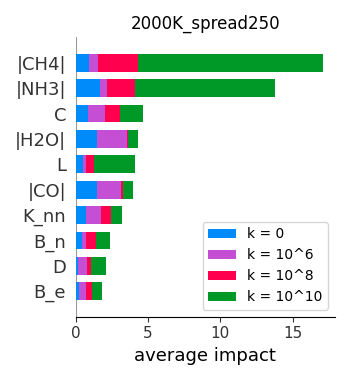 2000K_spread250
|CH4|
|NH3|
C
|H2O|
L
|CO|
K_nn
B_n
D
B_e
k = 0
k = 10^6
k = 10^8
k = 10^10
0 5 10 15
average impact